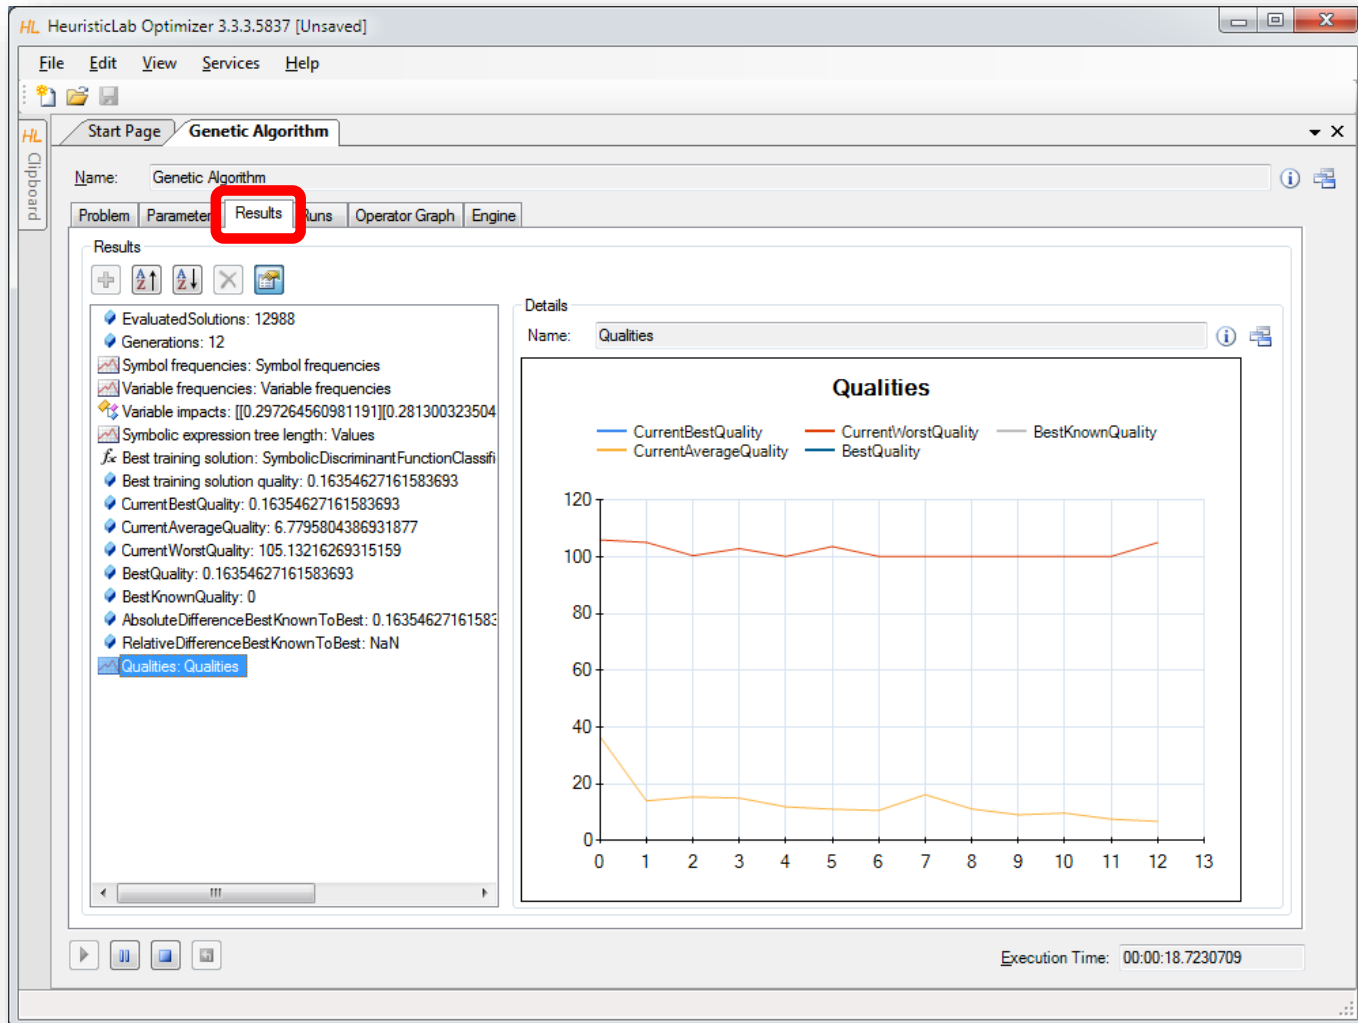 HL HeuristicLab Optimizer 3.3.3.5837 [Unsaved]
File Edit View Services Help
HL Clipboard
Start Page Genetic Algorithm
Name: Genetic Algorithm
Problem Parameter Results Runs Operator Graph Engine
Results
EvaluatedSolutions: 12988
Generations: 12
Symbol frequencies: Symbol frequencies
Variable frequencies: Variable frequencies
Variable impacts: [[0.297264560981191][0.281300323504
Symbolic expression tree length: Values
Best training solution: SymbolicDiscriminantFunctionClassifi
Best training solution quality: 0.16354627161583693
CurrentBestQuality: 0.16354627161583693
CurrentAverageQuality: 6.7795804386931877
CurrentWorstQuality: 105.13216269315159
BestQuality: 0.16354627161583693
BestKnownQuality: 0
AbsoluteDifferenceBestKnownToBest: 0.1635462716158
RelativeDifferenceBestKnownToBest: NaN
Qualities: Qualities
Details
Name: Qualities
Qualities
CurrentBestQuality CurrentWorstQuality BestKnownQuality
CurrentAverageQuality BestQuality
120
100
80
60
40
20
0
0 1 2 3 4 5 6 7 8 9 10 11 12 13
Execution Time: 00:00:18.7230709